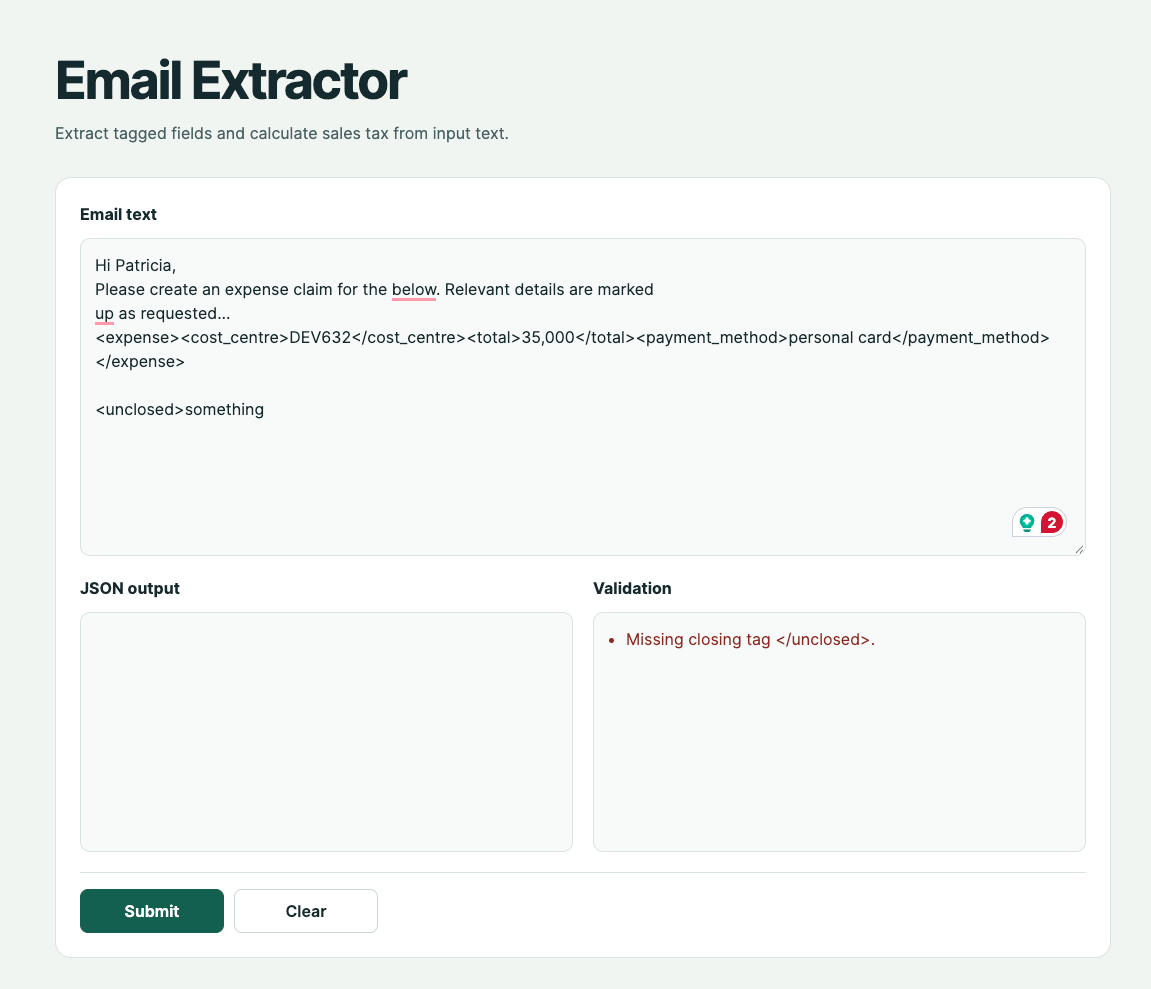 Email Extractor
Extract tagged fields and calculate sales tax from input text.
Email text
Hi Patricia,
Please create an expense claim for the below. Relevant details are marked
up as requested...
<expense><cost_centre>DEV632</cost_centre><total>35,000</total><payment_method>personal card</payment_method>
</expense>
<unclosed>something
2
JSON output
Validation
• Missing closing tag </unclosed>.
Submit
Clear